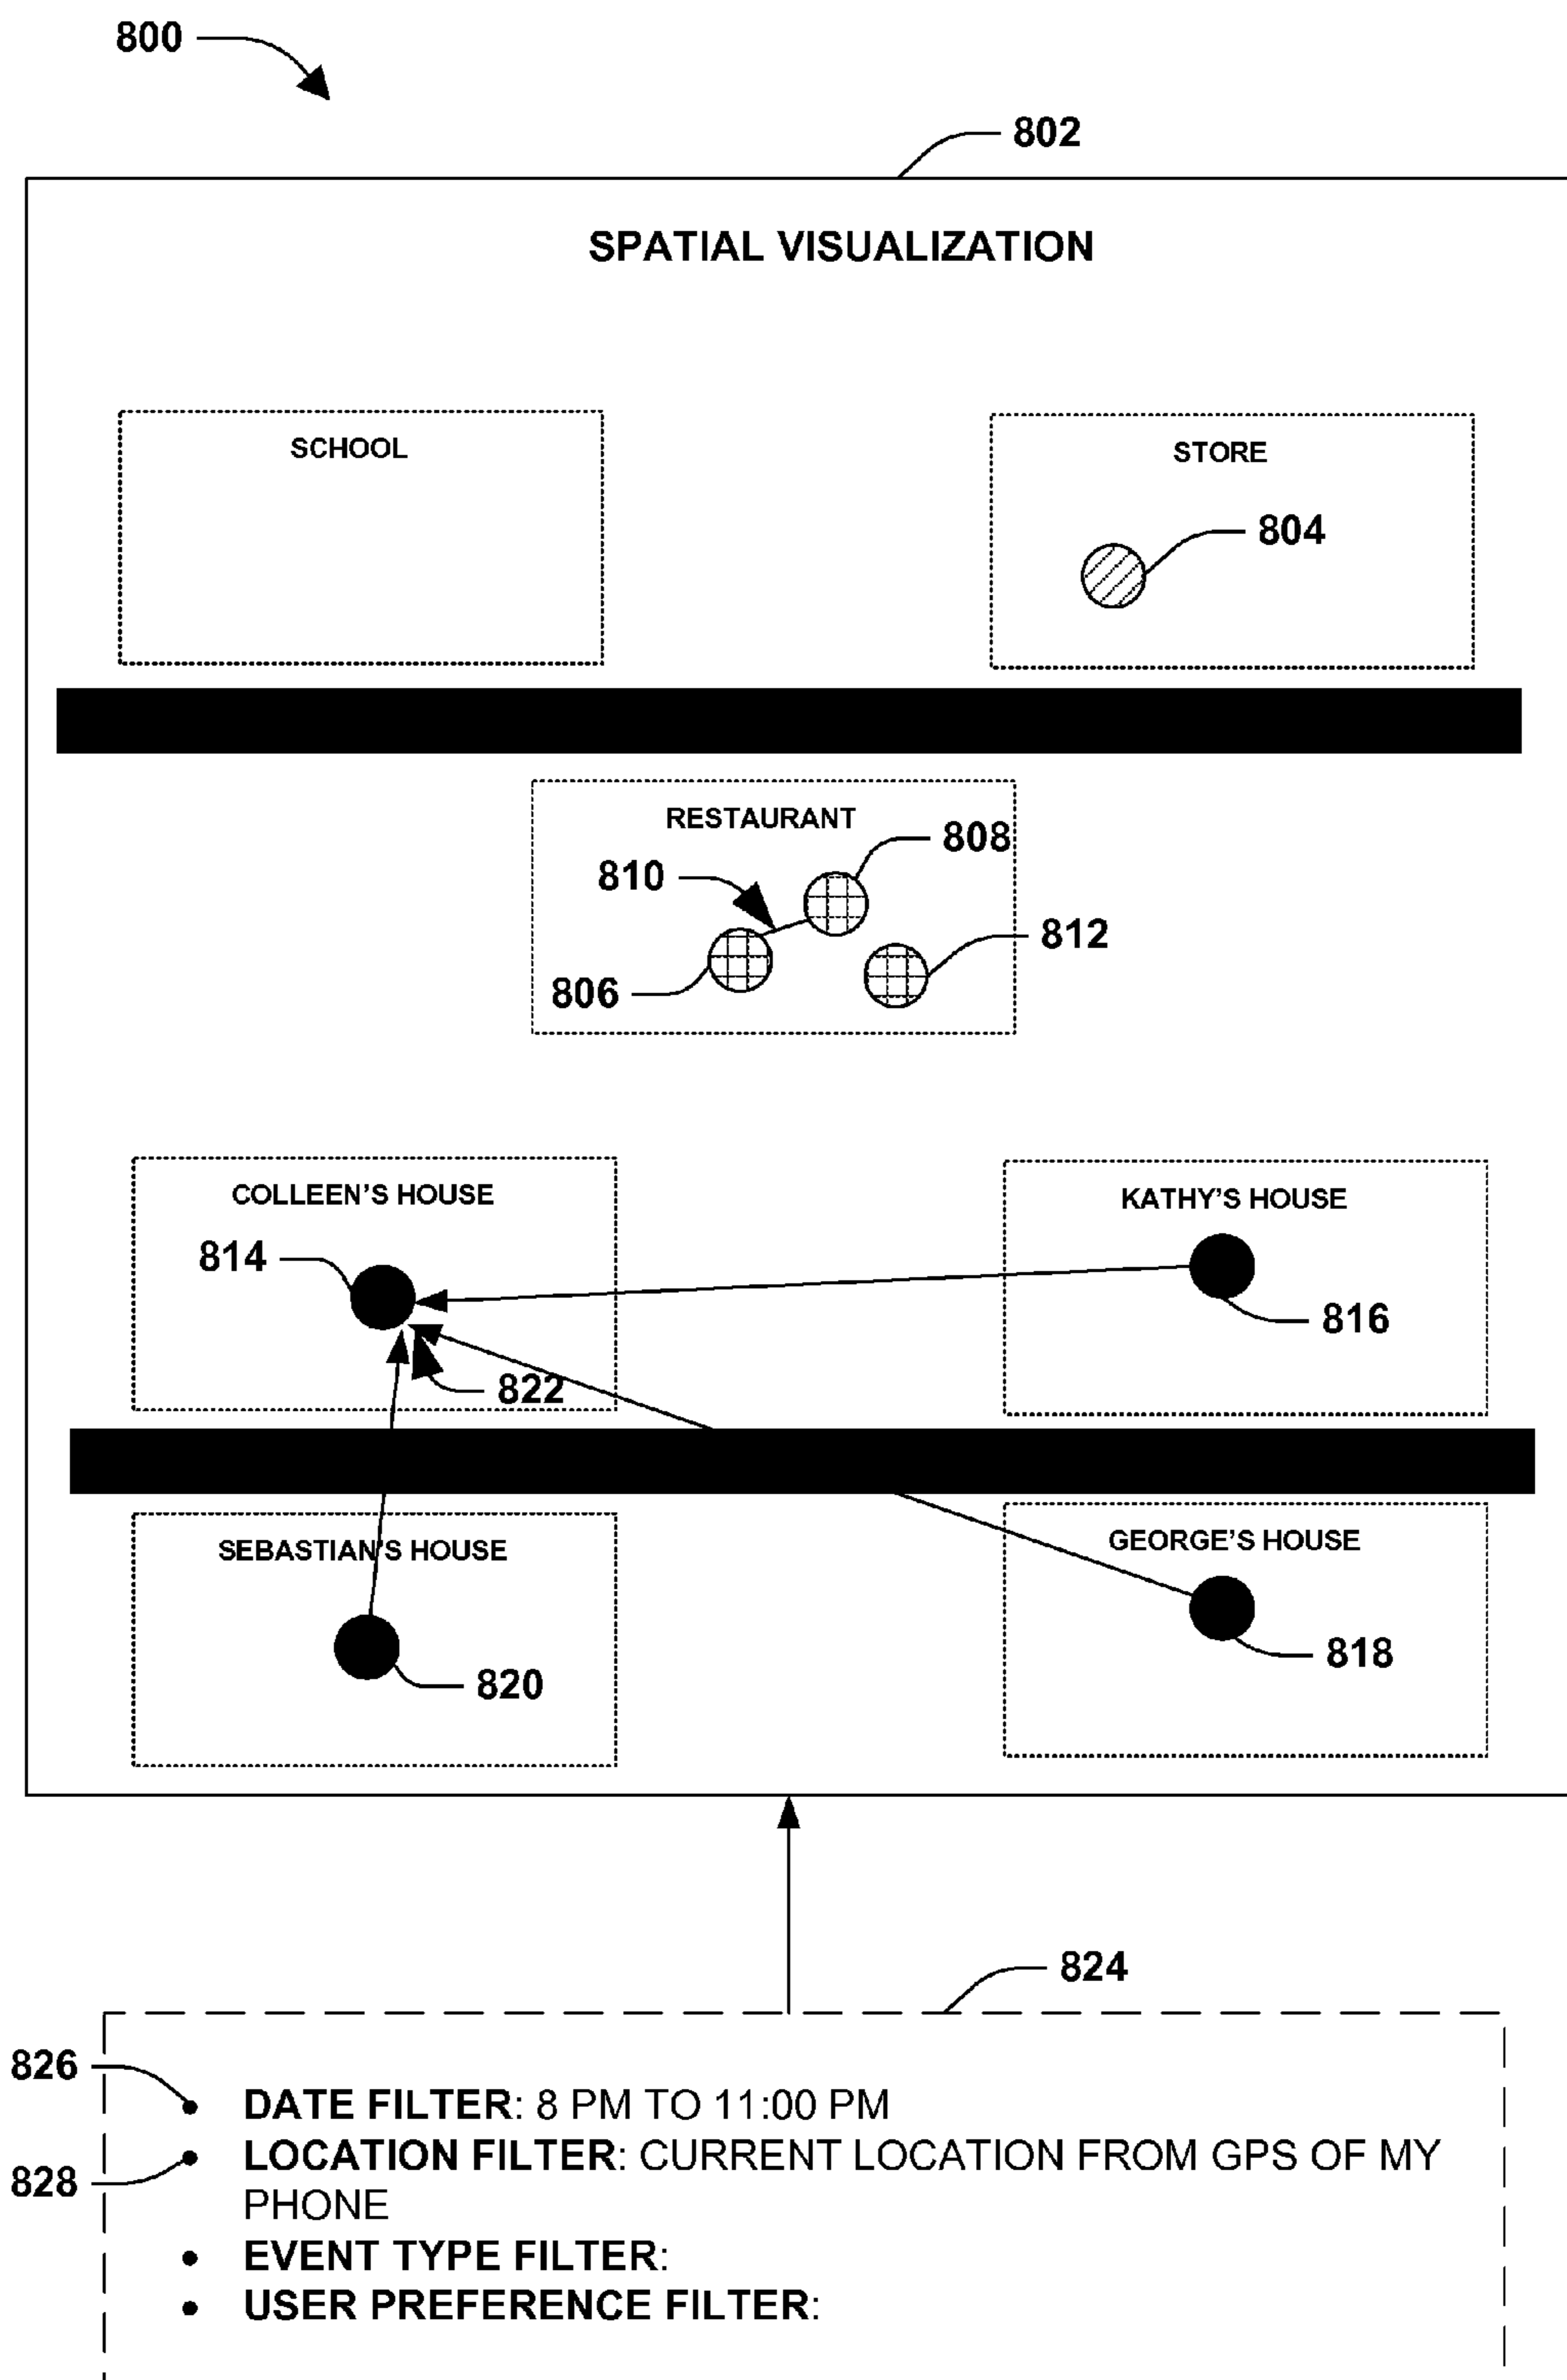 800
802
SPATIAL VISUALIZATION
SCHOOL
STORE
804
RESTAURANT
808
810
812
806
COLLEEN'S HOUSE
KATHY'S HOUSE
814
816
822
SEBASTIAN'S HOUSE
GEORGE'S HOUSE
818
820
824
826
• DATE FILTER: 8 PM TO 11:00 PM
• LOCATION FILTER: CURRENT LOCATION FROM GPS OF MY
828
PHONE
• EVENT TYPE FILTER:
• USER PREFERENCE FILTER: